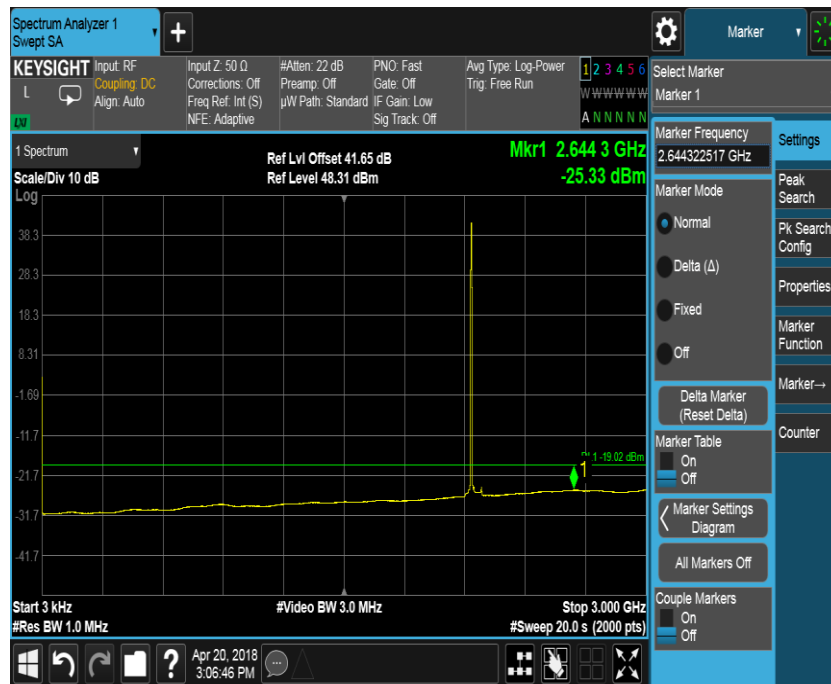 Spectrum Analyzer 1
Swept SA
+
Marker
KEYSIGHT
L
LXI
Input: RF
Coupling: DC
Align: Auto
Input Z: 50 Ω
Corrections: Off
Freq Ref: Int (S)
NFE: Adaptive
#Atten: 22 dB
Preamp: Off
µW Path: Standard
PNO: Fast
Gate: Off
IF Gain: Low
Sig Track: Off
Avg Type: Log-Power
Trig: Free Run
1 2 3 4 5 6
W W W W W W
A N N N N N
Select Marker
Marker 1
1 Spectrum
Scale/Div 10 dB
Log
Ref Lvl Offset 41.65 dB
Ref Level 48.31 dBm
Mkr1 2.644 3 GHz
-25.33 dBm
38.3
28.3
18.3
8.31
-1.69
-11.7
-21.7
-31.7
-41.7
-19.02 dBm
1
Start 3 kHz
#Video BW 3.0 MHz
Stop 3.000 GHz
#Res BW 1.0 MHz
#Sweep 20.0 s (2000 pts)
Marker Frequency
2.644322517 GHz
Marker Mode
Normal
Delta (Δ)
Fixed
Off
Delta Marker
(Reset Delta)
Marker Table
On
Off
Marker Settings
Diagram
All Markers Off
Couple Markers
On
Off
Settings
Peak
Search
Pk Search
Config
Properties
Marker
Function
Marker→
Counter
?
Apr 20, 2018
3:06:46 PM